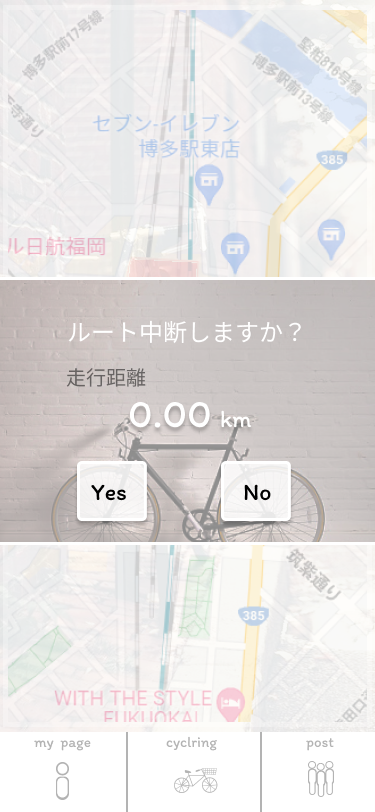 博多駅前17号線
堅粕816号線
博多駅前13号線
セブン-イレブン
博多駅東店
385
ル日航福岡
ルート中断しますか？
走行距離
0.00 km
Yes
No
筑紫通り
385
WITH THE STYLE
FUKUOKA
my page
cyclring
post